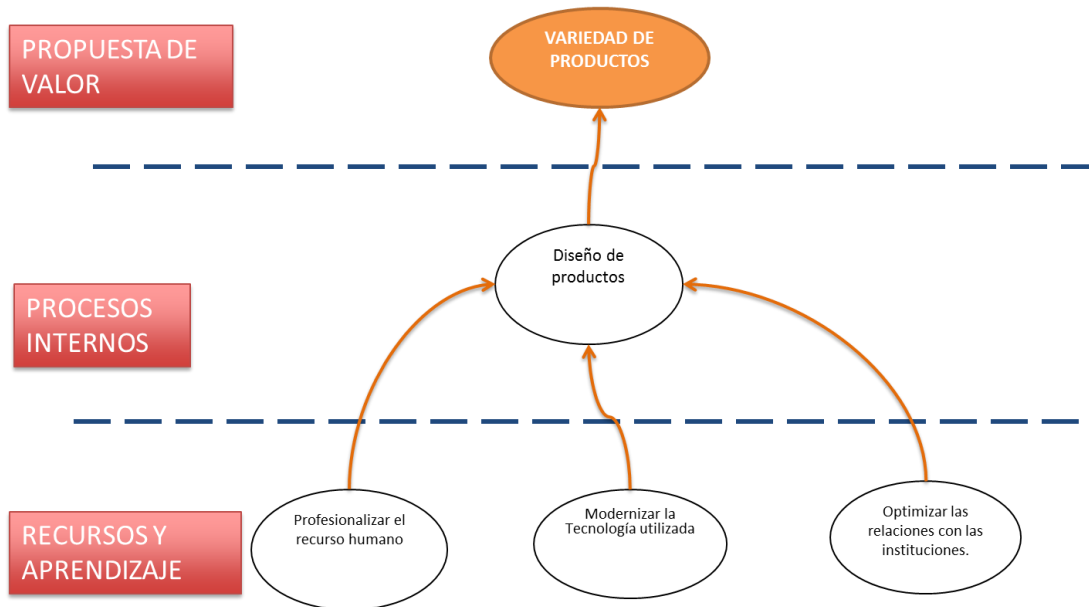 PROPUESTA DE
VALOR
VARIEDAD DE
PRODUCTOS
Diseño de
productos
PROCESOS
INTERNOS
RECURSOS Y
APRENDIZAJE
Profesionalizar el
recurso humano
Modernizar la
Tecnología utilizada
Optimizar las
relaciones con las
instituciones.